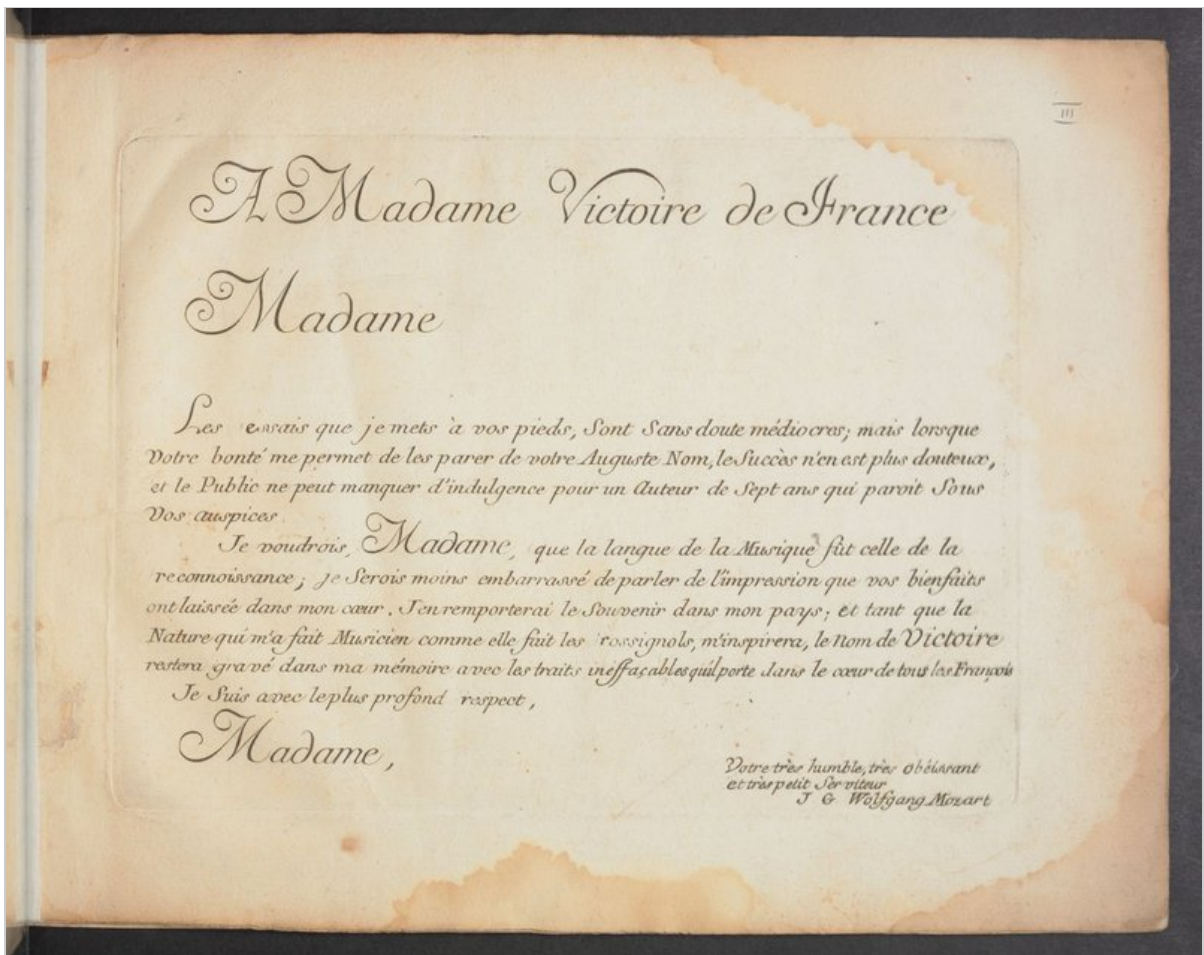 III
A Madame Victoire de France
Madame
Les essais que je mets à vos pieds, Sont Sans doute médiocres; mais lorsque
Votre bonté me permet de les parer de votre Auguste Nom, le Succès n'en est plus douteux,
et le Public ne peut manquer d'indulgence pour un Auteur de Sept ans qui paroit Sous
Vos auspices.
Je voudrois, Madame, que la langue de la Musique fût celle de la
reconnoissance; je Serois moins embarrassé de parler de l'impression que vos bienfaits
ont laissée dans mon cœur. J'en remporterai le Souvenir dans mon pays; et tant que la
Nature qui m'a fait Musicien comme elle fait les rossignols, m'inspirera, le Nom de Victoire
restera gravé dans ma mémoire avec les traits ineffaçables qu'il porte dans le cœur de tous les François
Je Suis avec le plus profond respect,
Madame,
Votre très humble, très obéissant
et très petit Serviteur
J G Wolfgang Mozart